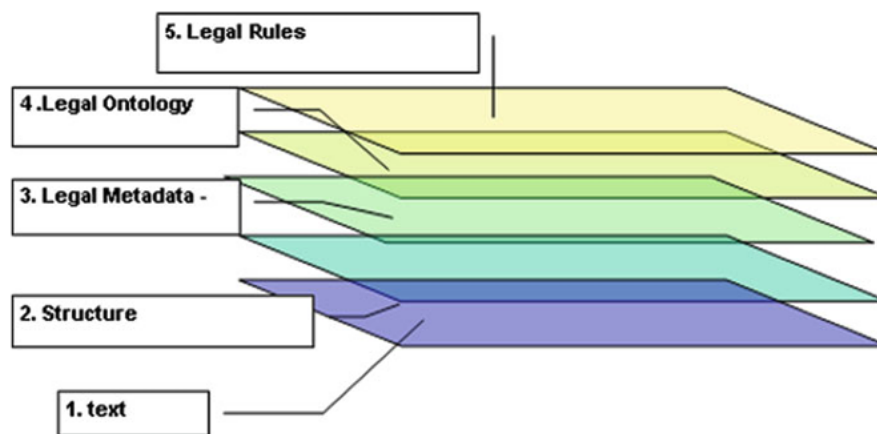 5. Legal Rules
4 .Legal Ontology
3. Legal Metadata -
2. Structure
1. text